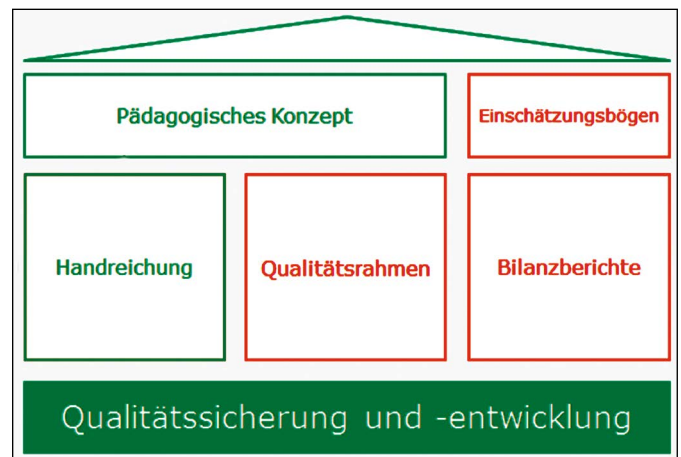 Pädagogisches Konzept
Einschätzungsbögen
Handreichung
Qualitätsrahmen
Bilanzberichte
Qualitätssicherung und -entwicklung